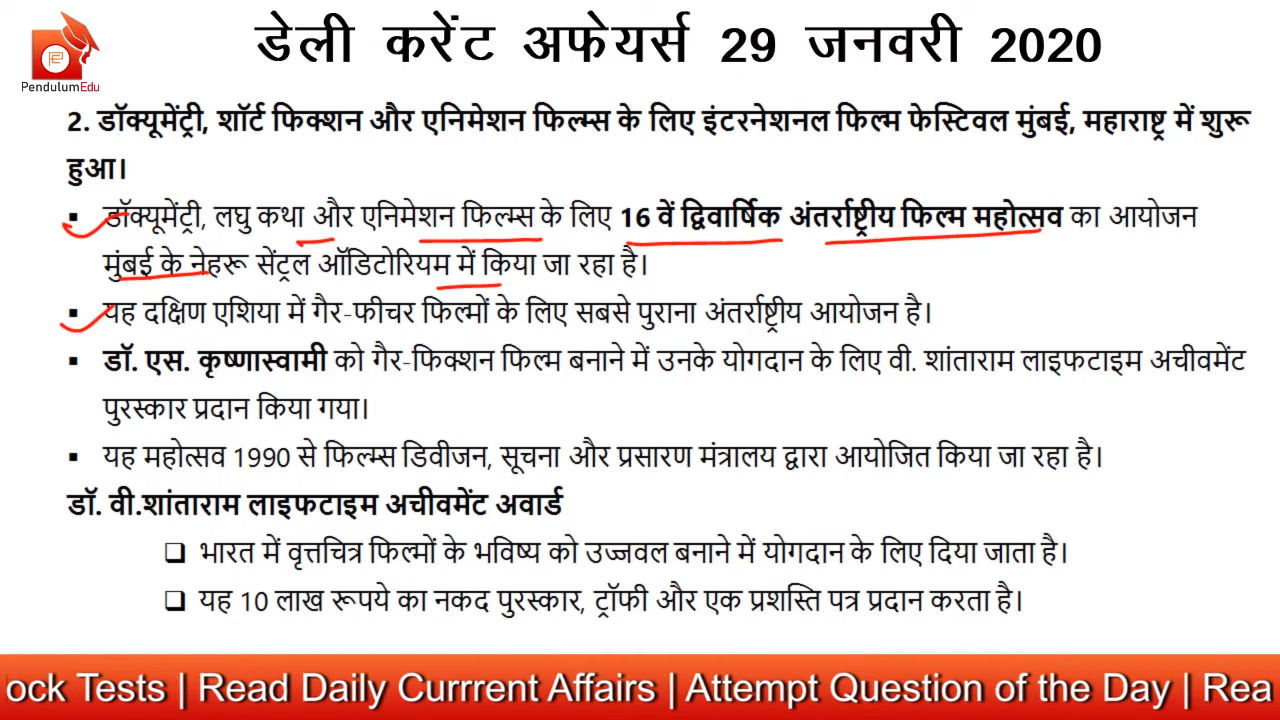 PendulumEdu
डेली करेंट अफेयर्स 29 जनवरी 2020
2. डॉक्यूमेंट्री, शॉर्ट फिक्शन और एनिमेशन फिल्म्स के लिए इंटरनेशनल फिल्म फेस्टिवल मुंबई, महाराष्ट्र में शुरू
हुआ।
▪ डॉक्यूमेंट्री, लघु कथा और एनिमेशन फिल्म्स के लिए 16 वें द्विवार्षिक अंतर्राष्ट्रीय फिल्म महोत्सव का आयोजन
मुंबई के नेहरू सेंट्रल ऑडिटोरियम में किया जा रहा है।
▪ यह दक्षिण एशिया में गैर-फीचर फिल्मों के लिए सबसे पुराना अंतर्राष्ट्रीय आयोजन है।
▪ डॉ. एस. कृष्णास्वामी को गैर-फिक्शन फिल्म बनाने में उनके योगदान के लिए वी. शांताराम लाइफटाइम अचीवमेंट
पुरस्कार प्रदान किया गया।
▪ यह महोत्सव 1990 से फिल्म्स डिवीजन, सूचना और प्रसारण मंत्रालय द्वारा आयोजित किया जा रहा है।
डॉ. वी.शांताराम लाइफटाइम अचीवमेंट अवार्ड
❑ भारत में वृत्तचित्र फिल्मों के भविष्य को उज्जवल बनाने में योगदान के लिए दिया जाता है।
❑ यह 10 लाख रूपये का नकद पुरस्कार, ट्रॉफी और एक प्रशस्ति पत्र प्रदान करता है।
ock Tests | Read Daily Currrent Affairs | Attempt Question of the Day | Rea